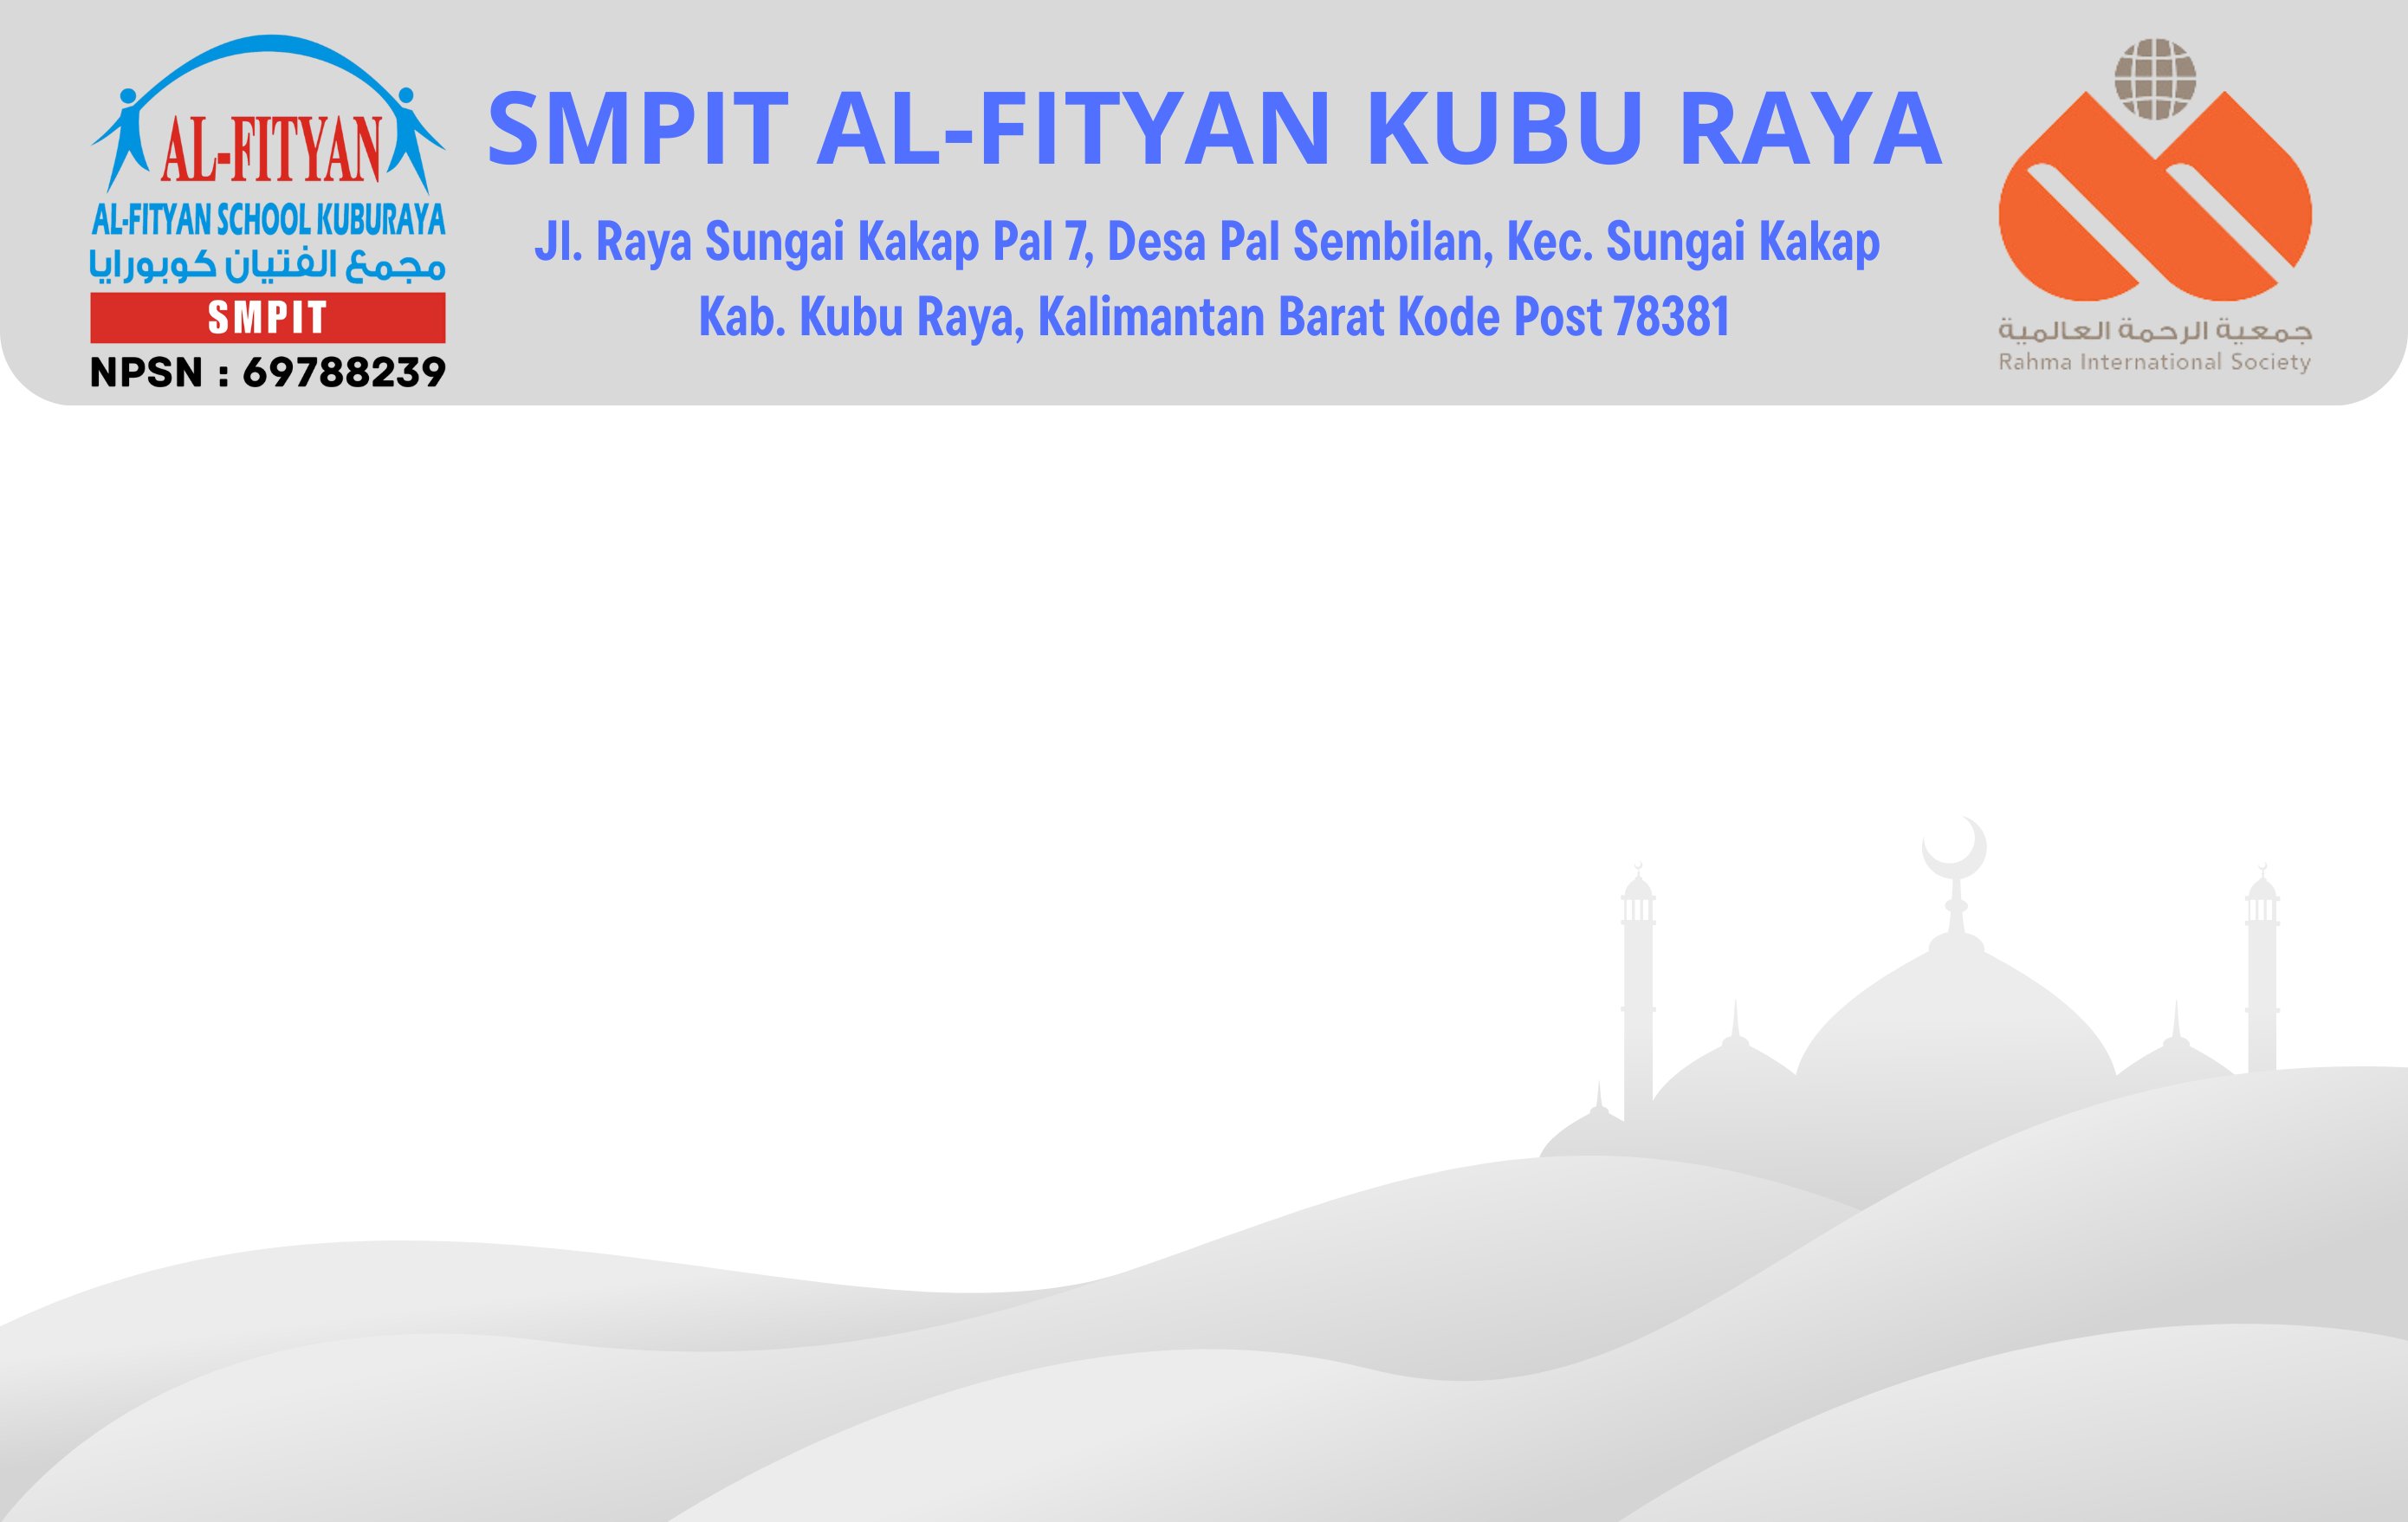 AL-FITYAN
AL-FITYAN SCHOOL KUBURAYA
مجمع الفتيان كوبورايا
SMPIT
NPSN : 69788239
SMPIT AL-FITYAN KUBU RAYA
Jl. Raya Sungai Kakap Pal 7, Desa Pal Sembilan, Kec. Sungai Kakap
Kab. Kubu Raya, Kalimantan Barat Kode Post 78381
جمعية الرحمة العالمية
Rahma International Society